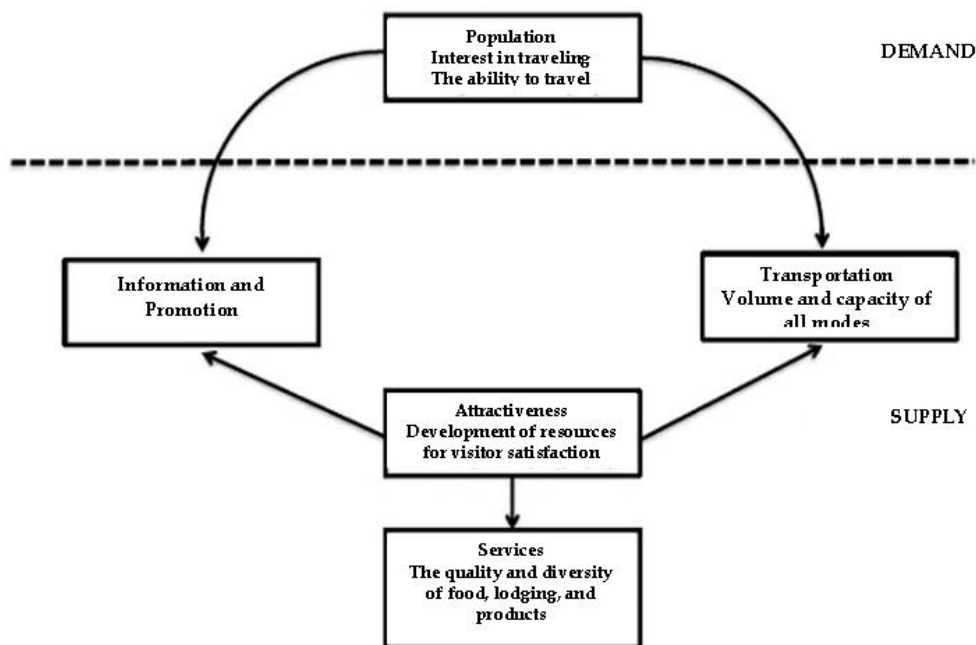 Population
Interest in traveling
The ability to travel
DEMAND
Information and
Promotion
Transportation
Volume and capacity of
all modes
Attractiveness
Development of resources
for visitor satisfaction
SUPPLY
Services
The quality and diversity
of food, lodging, and
products